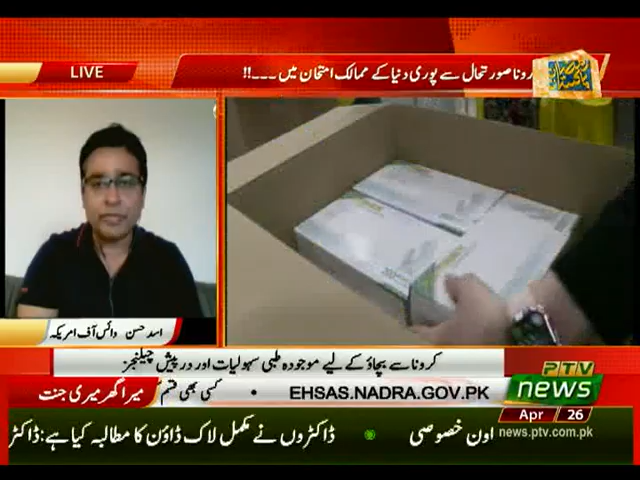 LIVE
کرونا صورتحال سے پوری دنیا کے ممالک امتحان میں ۔۔۔!!
اسد حسن وائس آف امریکہ
کرونا سے بچاؤ کے لیے موجودہ طبی سہولیات اور درپیش چیلنجز
میرا گھر میری جنت
کسی بھی قسم • EHSAS.NADRA.GOV.PK
PTV
news
Apr 26
news.ptv.com.pk
اون خصوصی • ڈاکٹروں نے مکمل لاک ڈاؤن کا مطالبہ کیا ہے: ڈاکٹر